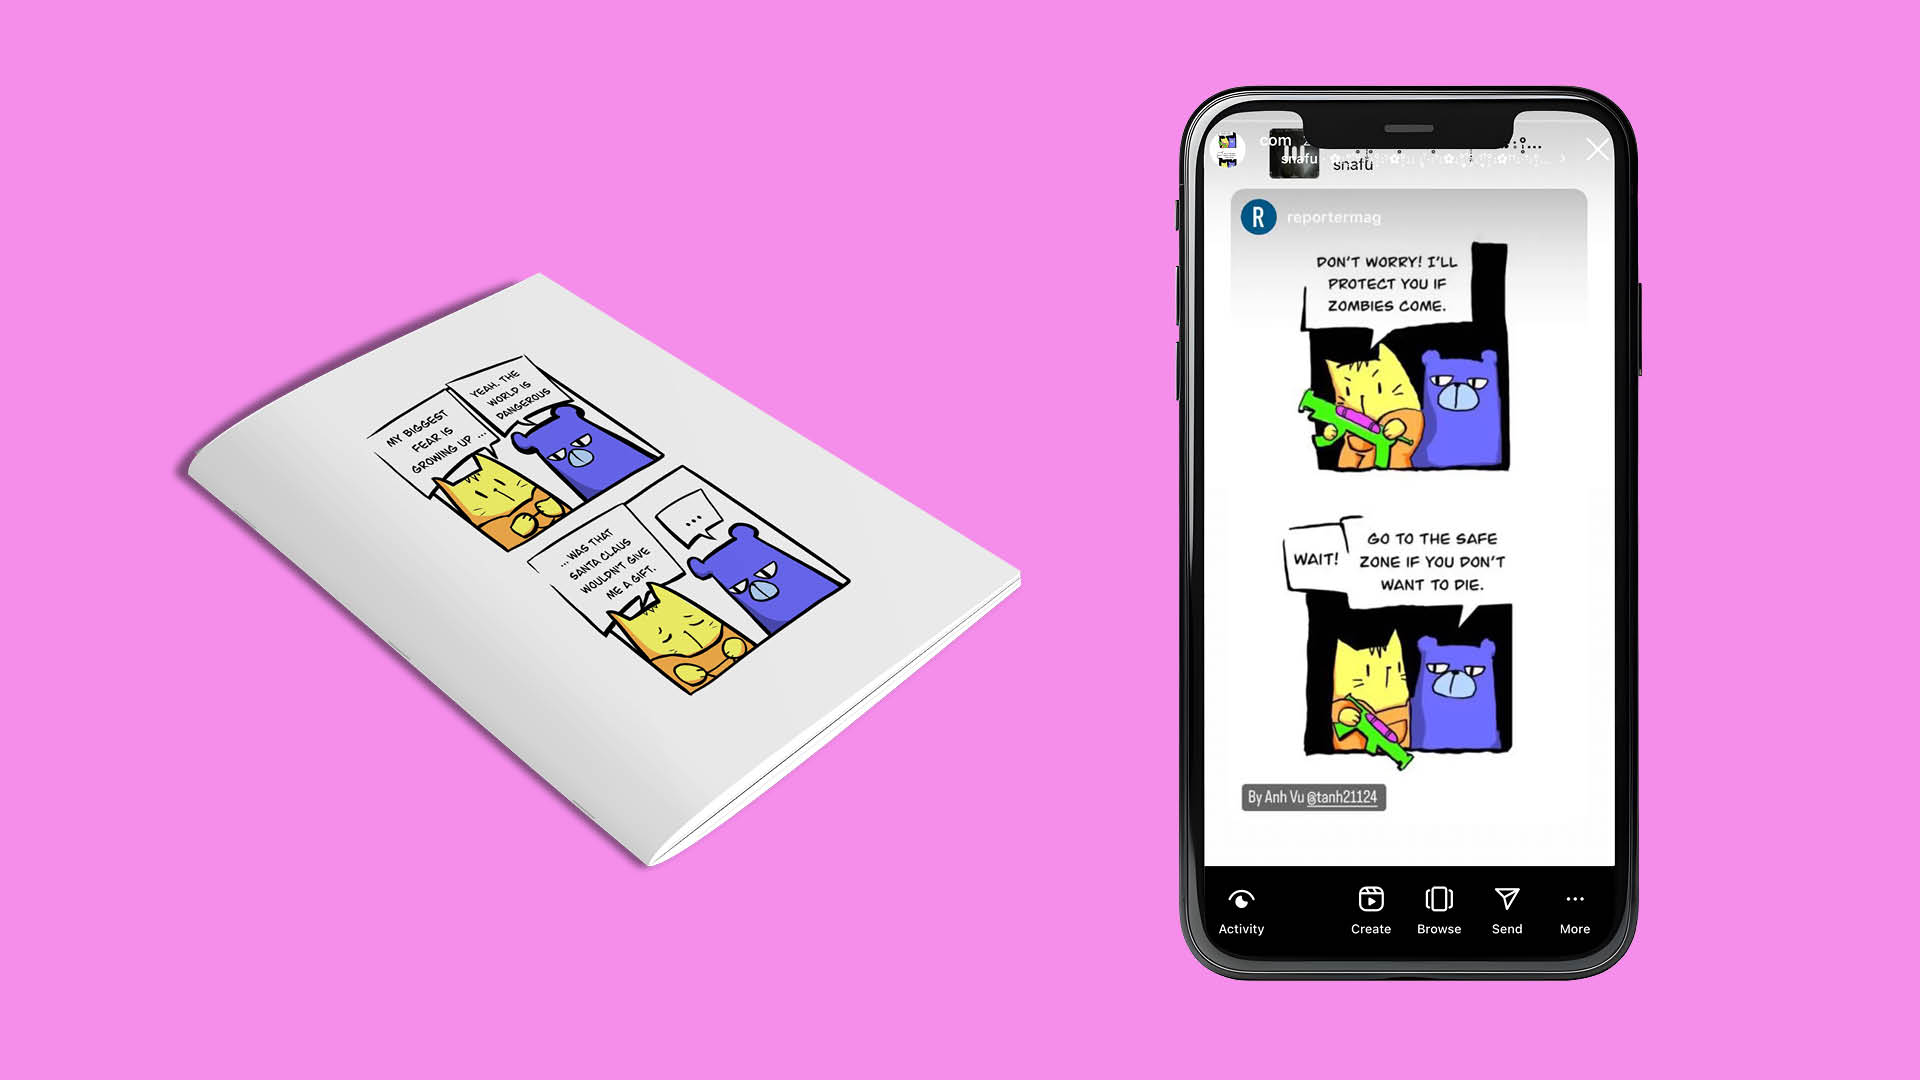 MY BIGGEST
FEAR IS
GROWING UP ...
YEAH. THE
WORLD IS
DANGEROUS
... WAS THAT
SANTA CLAUS
WOULDN'T GIVE
ME A GIFT.
...
com
snafu
snafu
R reportermag
DON'T WORRY! I'LL
PROTECT YOU IF
ZOMBIES COME.
WAIT!
GO TO THE SAFE
ZONE IF YOU DON'T
WANT TO DIE.
By Anh Vu @tanh21124
Activity Create Browse Send More